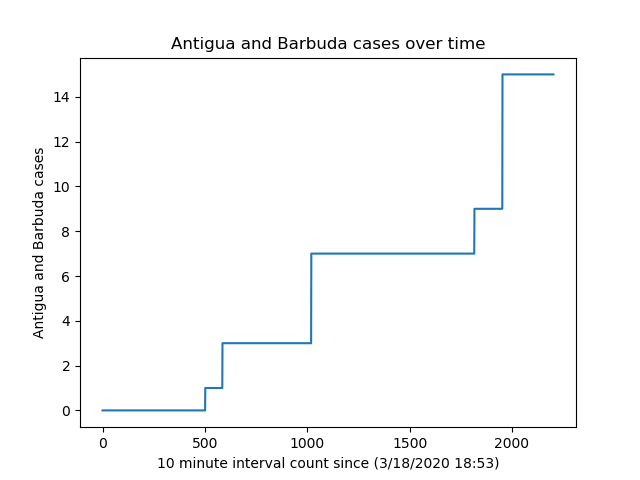 Antigua and Barbuda cases over time
Antigua and Barbuda cases
14
12
10
8
6
4
2
0
0 500 1000 1500 2000
10 minute interval count since (3/18/2020 18:53)